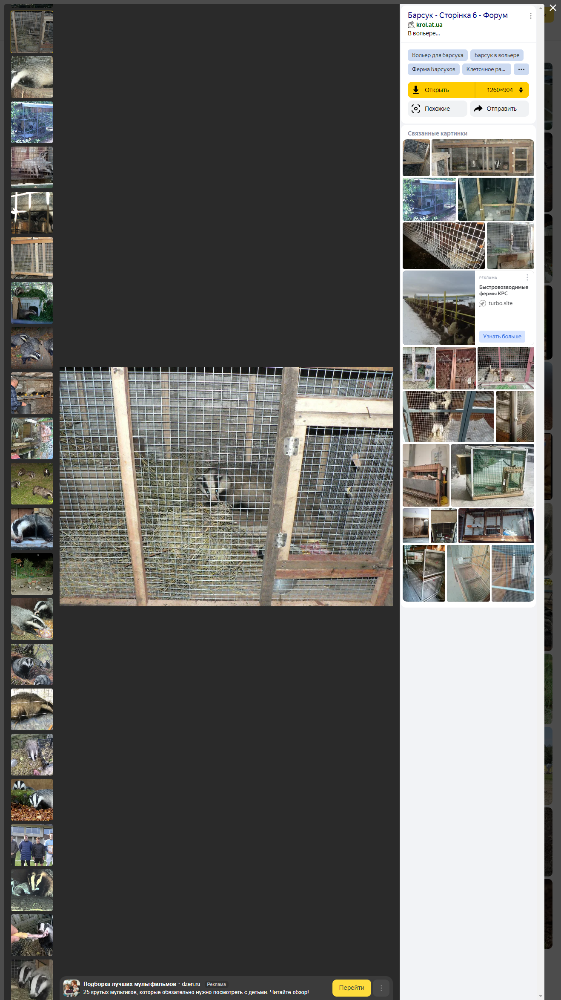 Барсук - Сторінка 6 - Форум
krol.at.ua
В вольере...
Вольер для барсука
Барсук в вольере
Ферма Барсуков
Клеточное ра...
Открыть
1260×904
Похожие
Отправить
Связанные картинки
РЕКЛАМА
Быстровозводимые
фермы КРС
turbo.site
Узнать больше
Подборка лучших мультфильмов · dzen.ru Реклама
25 крутых мультиков, которые обязательно нужно посмотреть с детьми. Читайте обзор!
Перейти